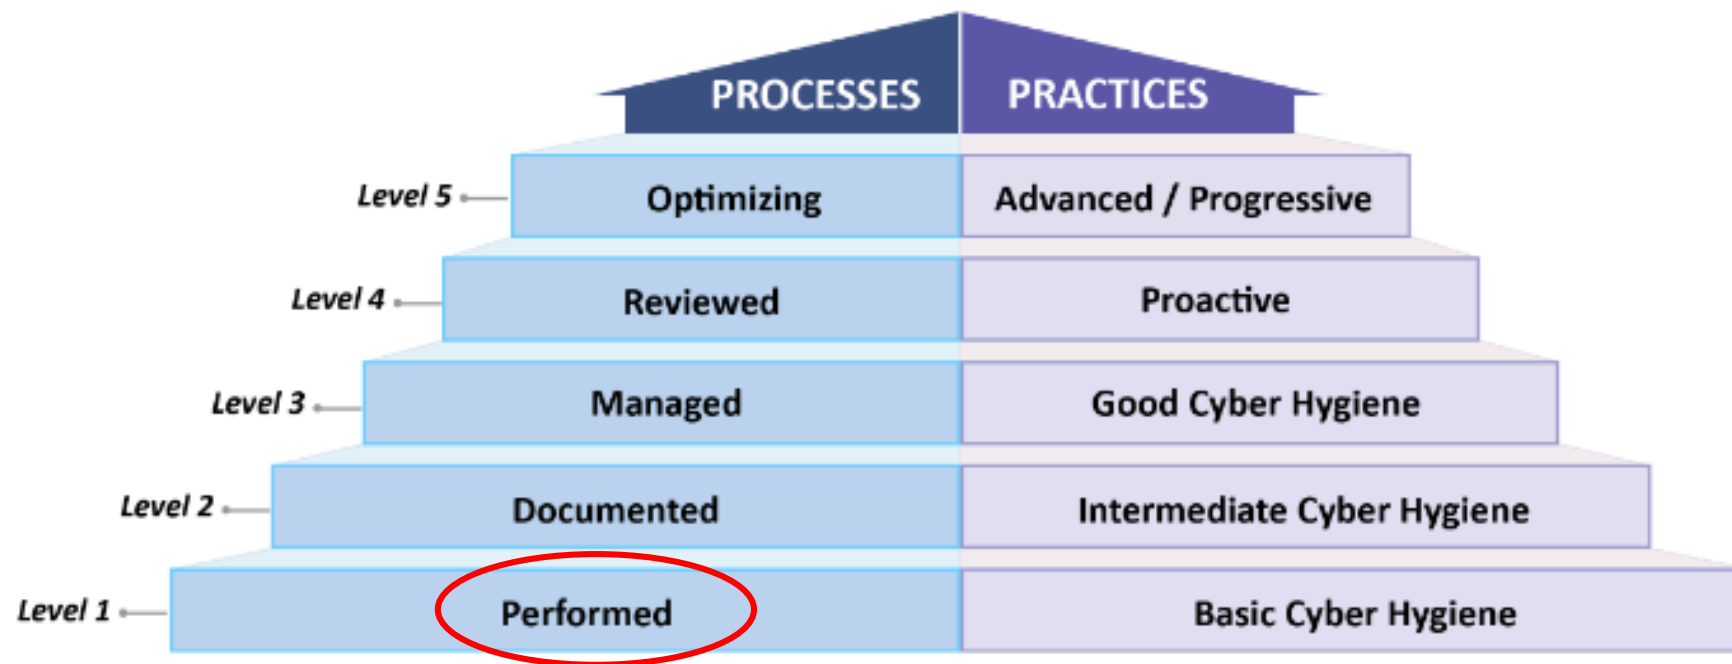 PROCESSES PRACTICES
Level 5 Optimizing Advanced / Progressive
Level 4 Reviewed Proactive
Level 3 Managed Good Cyber Hygiene
Level 2 Documented Intermediate Cyber Hygiene
Level 1 Performed Basic Cyber Hygiene